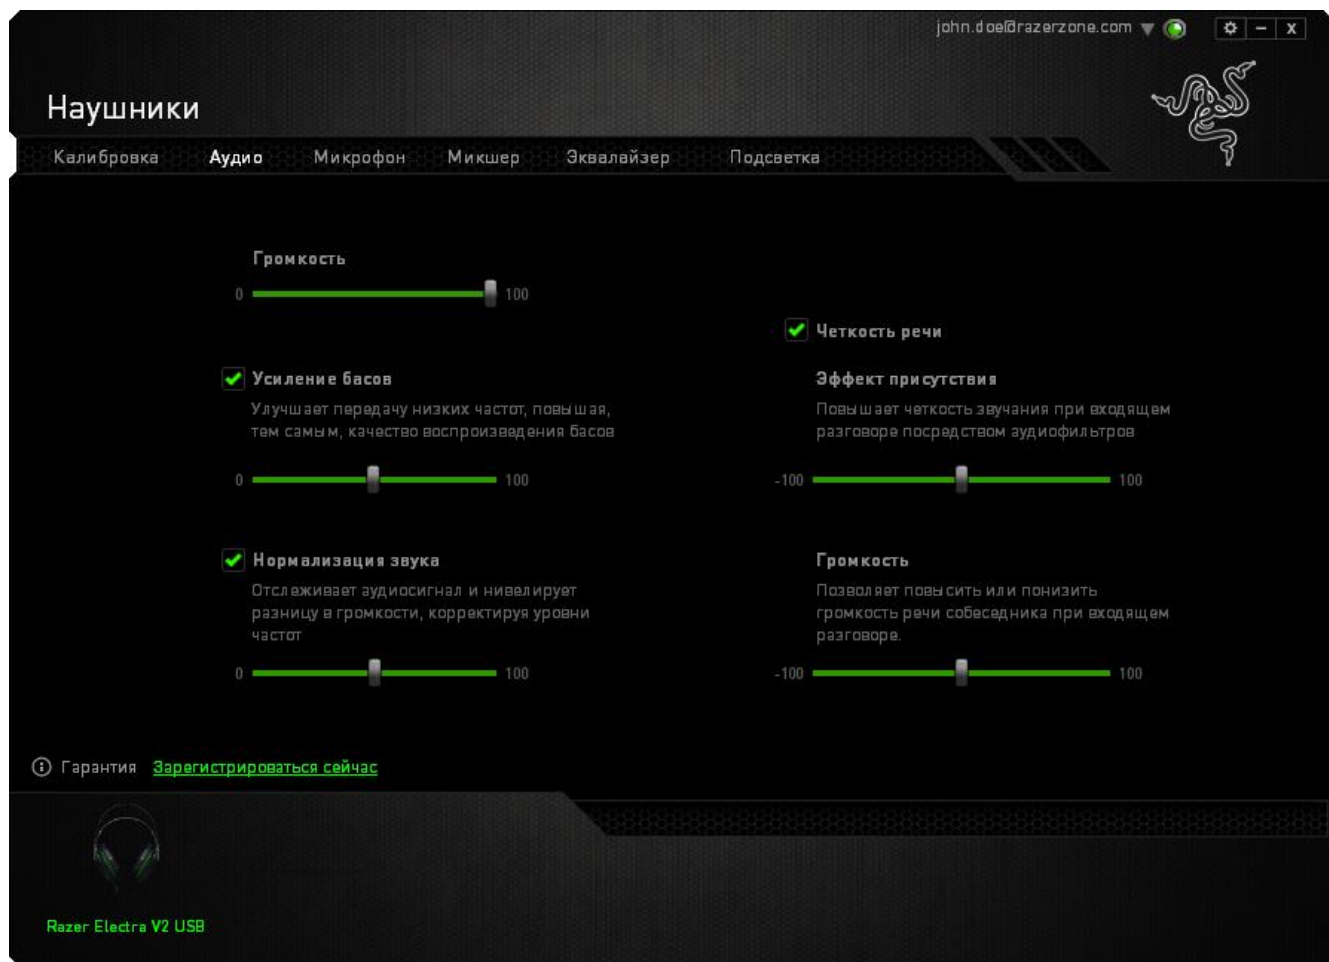 john.doe@razerzone.com
Наушники
Калибровка Аудио Микрофон Микшер Эквалайзер Подсветка
Громкость
0 100
Усиление басов
Улучшает передачу низких частот, повышая,
тем самым, качество воспроизведения басов
0 100
Нормализация звука
Отслеживает аудиосигнал и нивелирует
разницу в громкости, корректируя уровни
частот
0 100
Четкость речи
Эффект присутствия
Повышает четкость звучания при входящем
разговоре посредством аудиофильтров
-100 100
Громкость
Позволяет повысить или понизить
громкость речи собеседника при входящем
разговоре.
-100 100
Гарантия Зарегистрироваться сейчас
Razer Electra V2 USB